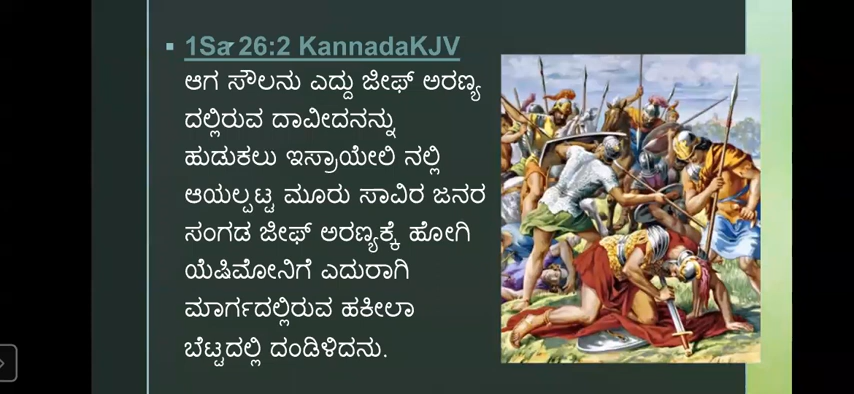 1Sa 26:2 KannadaKJV
ಆಗ ಸೌಲನು ಎದ್ದು ಜೀಫ್ ಅರಣ್ಯ
ದಲ್ಲಿರುವ ದಾವೀದನನ್ನು
ಹುಡುಕಲು ಇಸ್ರಾಯೇಲಿ ನಲ್ಲಿ
ಆಯಲ್ಪಟ್ಟ ಮೂರು ಸಾವಿರ ಜನರ
ಸಂಗಡ ಜೀಫ್ ಅರಣ್ಯಕ್ಕೆ ಹೋಗಿ
ಯೆಷಿಮೋನಿಗೆ ಎದುರಾಗಿ
ಮಾರ್ಗದಲ್ಲಿರುವ ಹಕೀಲಾ
ಬೆಟ್ಟದಲ್ಲಿ ದಂಡಿಳಿದನು.